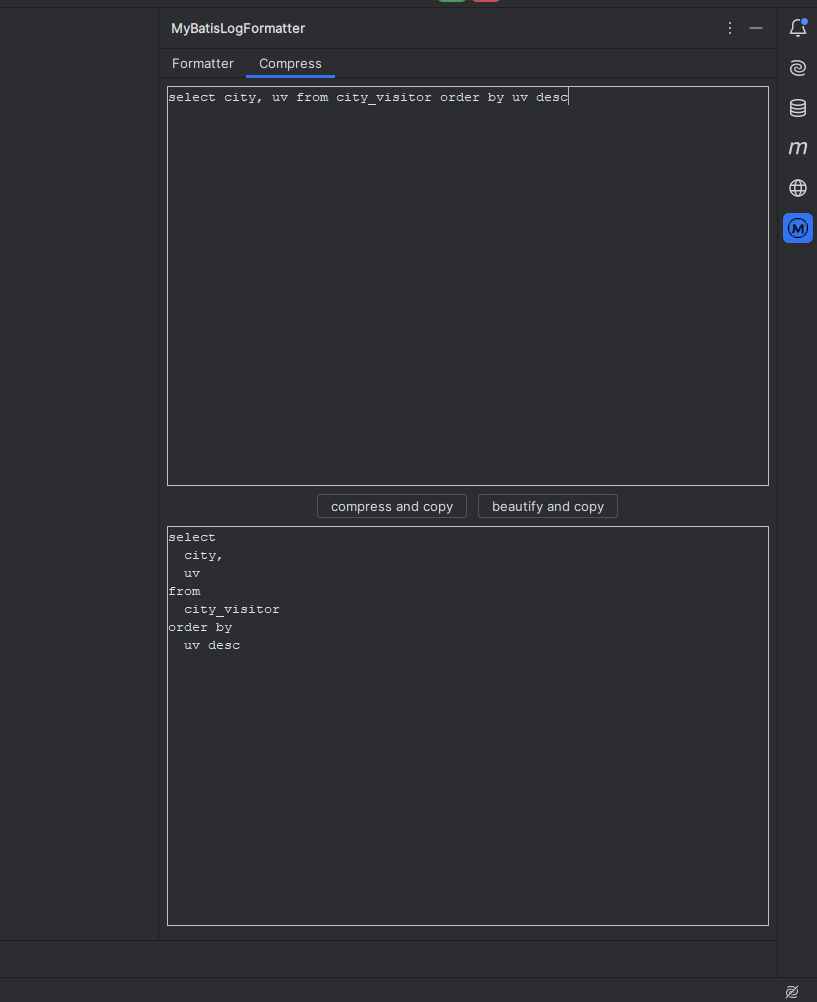 MyBatisLogFormatter
Formatter Compress
select city, uv from city_visitor order by uv desc
compress and copy beautify and copy
select
  city,
  uv
from
  city_visitor
order by
  uv desc
m
M